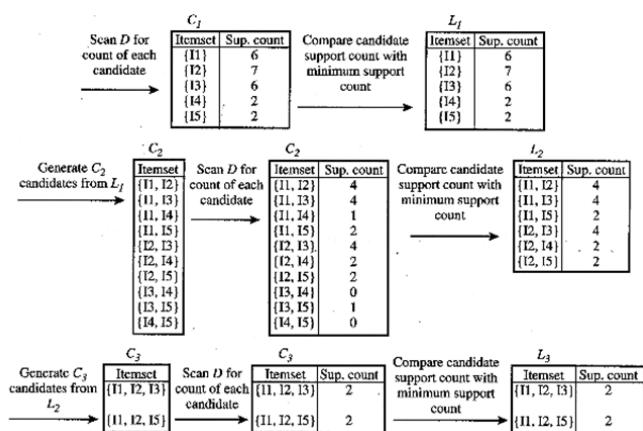 C1
L1
Scan D for
count of each
candidate
Itemset Sup. count
{I1} 6
{I2} 7
{I3} 6
{I4} 2
{I5} 2
Compare candidate
support count with
minimum support
count
Itemset Sup. count
{I1} 6
{I2} 7
{I3} 6
{I4} 2
{I5} 2
Generate C2
candidates from L1
C2
Itemset
{I1, I2}
{I1, I3}
{I1, I4}
{I1, I5}
{I2, I3}
{I2, I4}
{I2, I5}
{I3, I4}
{I3, I5}
{I4, I5}
Scan D for
count of each
candidate
C2
Itemset Sup. count
{I1, I2} 4
{I1, I3} 4
{I1, I4} 1
{I1, I5} 2
{I2, I3} 4
{I2, I4} 2
{I2, I5} 2
{I3, I4} 0
{I3, I5} 1
{I4, I5} 0
Compare candidate
support count with
minimum support
count
L2
Itemset Sup. count
{I1, I2} 4
{I1, I3} 4
{I1, I5} 2
{I2, I3} 4
{I2, I4} 2
{I2, I5} 2
Generate C3
candidates from
L2
C3
Itemset
{I1, I2, I3}
{I1, I2, I5}
Scan D for
count of each
candidate
C3
Itemset Sup. count
{I1, I2, I3} 2
{I1, I2, I5} 2
Compare candidate
support count with
minimum support
count
L3
Itemset Sup. count
{I1, I2, I3} 2
{I1, I2, I5} 2